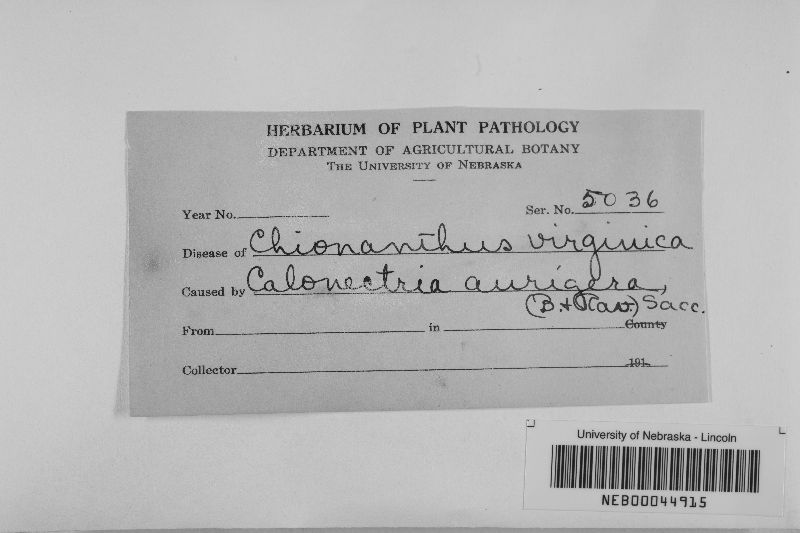 HERBARIUM OF PLANT PATHOLOGY
DEPARTMENT OF AGRICULTURAL BOTANY
THE UNIVERSITY OF NEBRASKA
Year No. Ser. No. 5036
Disease of Chionanthus virginica
Caused by Calonectria aurigera,
(B. & Rav.) Sacc.
From in County
Collector 191
University of Nebraska - Lincoln
NEB00044915